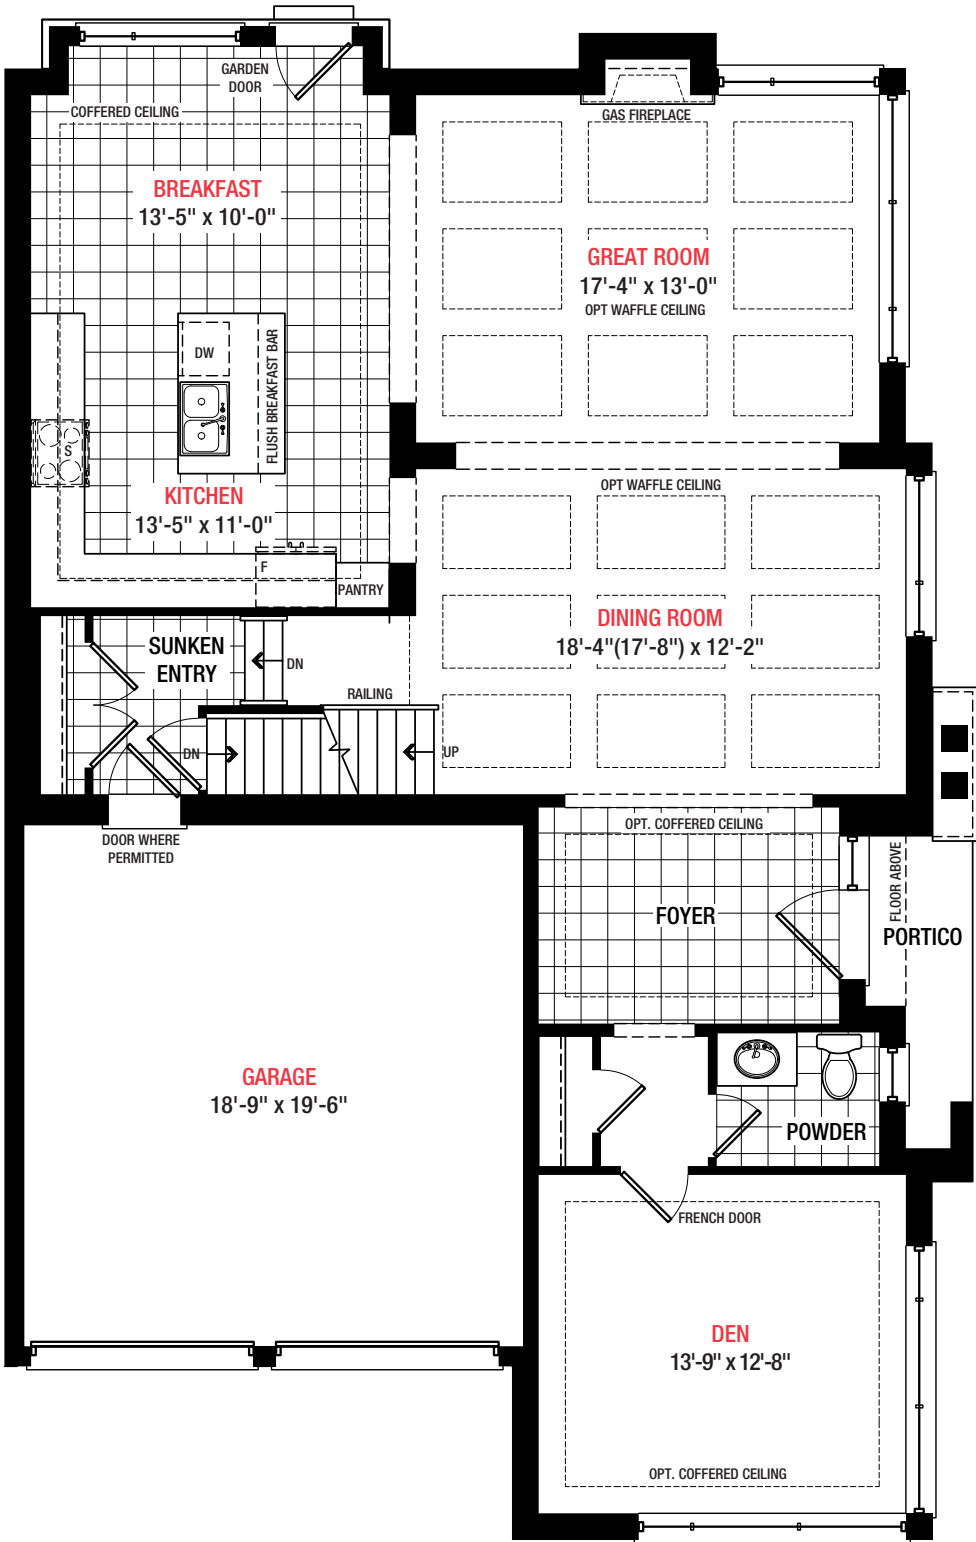 GARDEN
DOOR
COFFERED CEILING
GAS FIREPLACE
BREAKFAST
13'-5" x 10'-0"
GREAT ROOM
17'-4" x 13'-0"
OPT WAFFLE CEILING
DW
FLUSH BREAKFAST BAR
S
KITCHEN
13'-5" x 11'-0"
OPT WAFFLE CEILING
F
PANTRY
DINING ROOM
18'-4"(17'-8") x 12'-2"
SUNKEN
ENTRY
DN
RAILING
DN
UP
DOOR WHERE
PERMITTED
OPT. COFFERED CEILING
FLOOR ABOVE
FOYER
PORTICO
GARAGE
18'-9" x 19'-6"
POWDER
FRENCH DOOR
DEN
13'-9" x 12'-8"
OPT. COFFERED CEILING